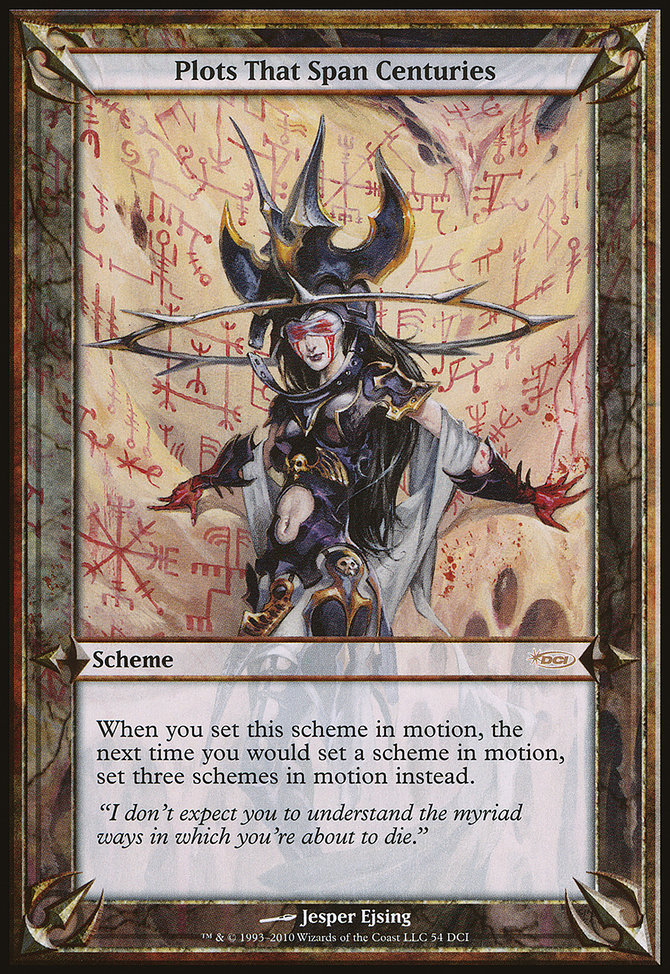 Plots That Span Centuries
Scheme
DCI
When you set this scheme in motion, the
next time you would set a scheme in motion,
set three schemes in motion instead.
“I don’t expect you to understand the myriad
ways in which you’re about to die.”
Jesper Ejsing
™ & © 1993–2010 Wizards of the Coast LLC 54 DCI